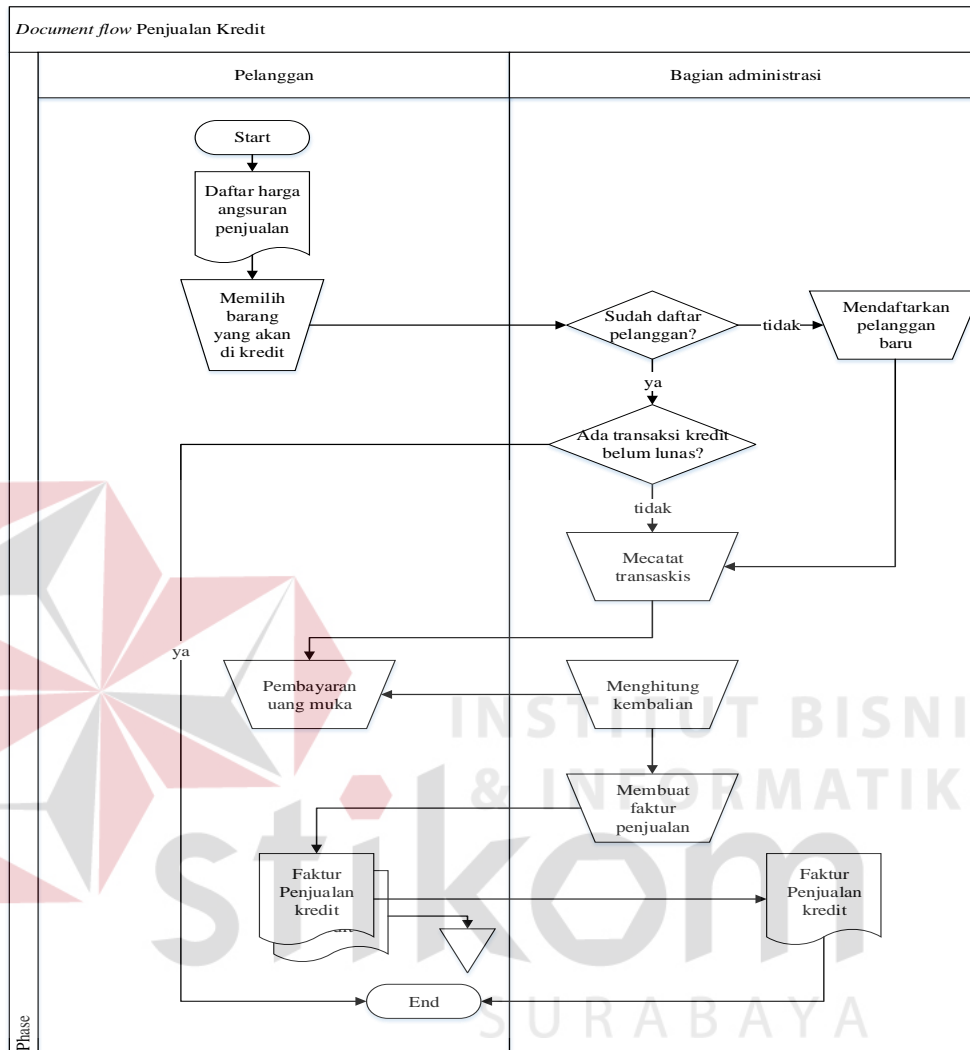 Document flow Penjualan Kredit
Pelanggan
Bagian administrasi
Start
Daftar harga
angsuran
penjualan
Memilih
barang
yang akan
di kredit
Sudah daftar
pelanggan?
tidak
Mendaftarkan
pelanggan
baru
ya
Ada transaksi kredit
belum lunas?
tidak
Mecatat
transaskis
ya
Pembayaran
uang muka
Menghitung
kembalian
Membuat
faktur
penjualan
Faktur
Penjualan
kredit
Faktur
Penjualan
kredit
End
Phase
INSTITUT BISNI
& INFORMATIK
stikom
SURABAYA